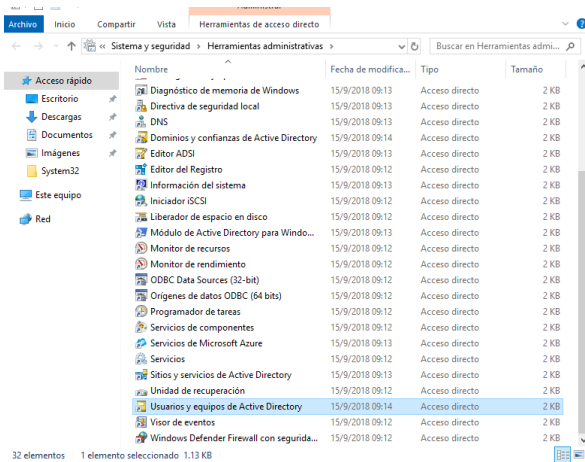 Administrar
Archivo Inicio Compartir Vista Herramientas de acceso directo
« Sistema y seguridad > Herramientas administrativas > Buscar en Herramientas admi...
Nombre Fecha de modifica... Tipo Tamaño
Acceso rápido
Escritorio
Descargas
Documentos
Imágenes
System32
Este equipo
Red
Diagnóstico de memoria de Windows 15/9/2018 09:13 Acceso directo 2 KB
Directiva de seguridad local 15/9/2018 09:13 Acceso directo 2 KB
DNS 15/9/2018 09:13 Acceso directo 2 KB
Dominios y confianzas de Active Directory 15/9/2018 09:14 Acceso directo 2 KB
Editor ADSI 15/9/2018 09:13 Acceso directo 2 KB
Editor del Registro 15/9/2018 09:12 Acceso directo 2 KB
Información del sistema 15/9/2018 09:13 Acceso directo 2 KB
Iniciador iSCSI 15/9/2018 09:12 Acceso directo 2 KB
Liberador de espacio en disco 15/9/2018 09:12 Acceso directo 2 KB
Módulo de Active Directory para Windo... 15/9/2018 09:13 Acceso directo 2 KB
Monitor de recursos 15/9/2018 09:12 Acceso directo 2 KB
Monitor de rendimiento 15/9/2018 09:12 Acceso directo 2 KB
ODBC Data Sources (32-bit) 15/9/2018 09:12 Acceso directo 2 KB
Orígenes de datos ODBC (64 bits) 15/9/2018 09:12 Acceso directo 2 KB
Programador de tareas 15/9/2018 09:12 Acceso directo 2 KB
Servicios de componentes 15/9/2018 09:12 Acceso directo 2 KB
Servicios de Microsoft Azure 15/9/2018 09:13 Acceso directo 2 KB
Servicios 15/9/2018 09:12 Acceso directo 2 KB
Sitios y servicios de Active Directory 15/9/2018 09:13 Acceso directo 2 KB
Unidad de recuperación 15/9/2018 09:12 Acceso directo 2 KB
Usuarios y equipos de Active Directory 15/9/2018 09:14 Acceso directo 2 KB
Visor de eventos 15/9/2018 09:12 Acceso directo 2 KB
Windows Defender Firewall con segurida... 15/9/2018 09:12 Acceso directo 2 KB
32 elementos 1 elemento seleccionado 1.13 KB